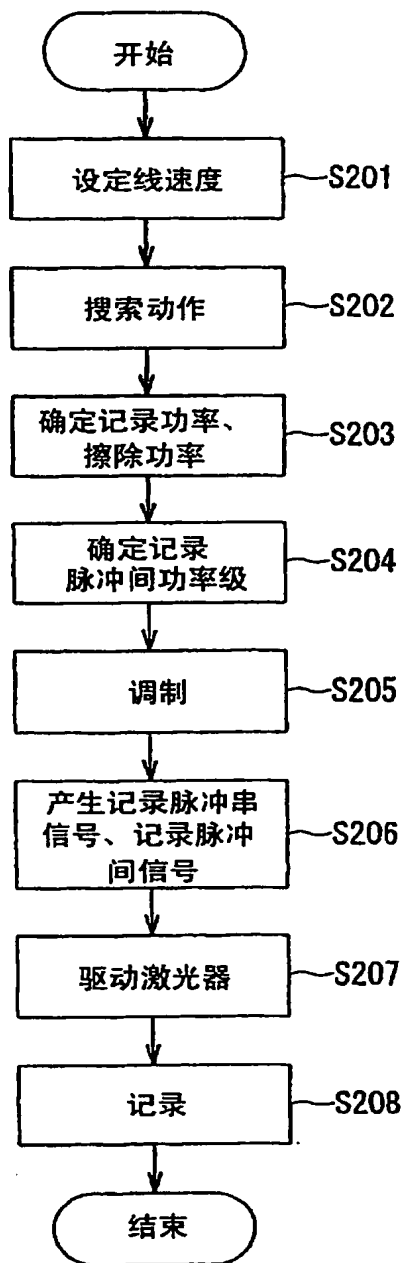 开始
设定线速度
S201
搜索动作
S202
确定记录功率、
擦除功率
S203
确定记录
脉冲间功率级
S204
调制
S205
产生记录脉冲串
信号、记录脉冲
间信号
S206
驱动激光器
S207
记录
S208
结束